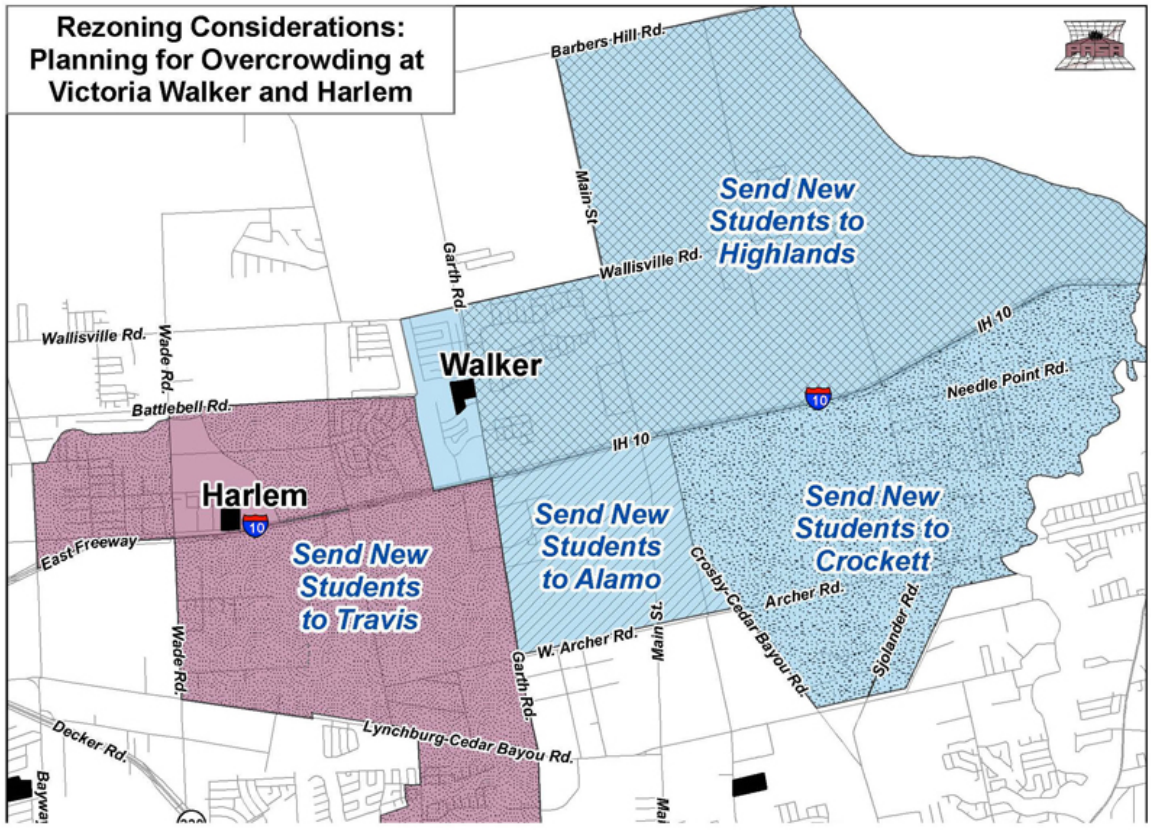 Rezoning Considerations:
Planning for Overcrowding at
Victoria Walker and Harlem
Barbers Hill Rd.
Main St
Send New
Students to
Highlands
Garth Rd.
Wallisville Rd.
Wallisville Rd.
Wade Rd.
IH 10
Walker
Needle Point Rd.
10
Battlebell Rd.
IH 10
Harlem
10
Send New
Students
to Alamo
Send New
Students to
Crockett
East Freeway
Send New
Students
to Travis
Crosby-Cedar Bayou Rd.
Archer Rd.
Sjolander Rd.
Main St.
W. Archer Rd.
Wade Rd.
Garth Rd.
Lynchburg-Cedar Bayou Rd.
Decker Rd.